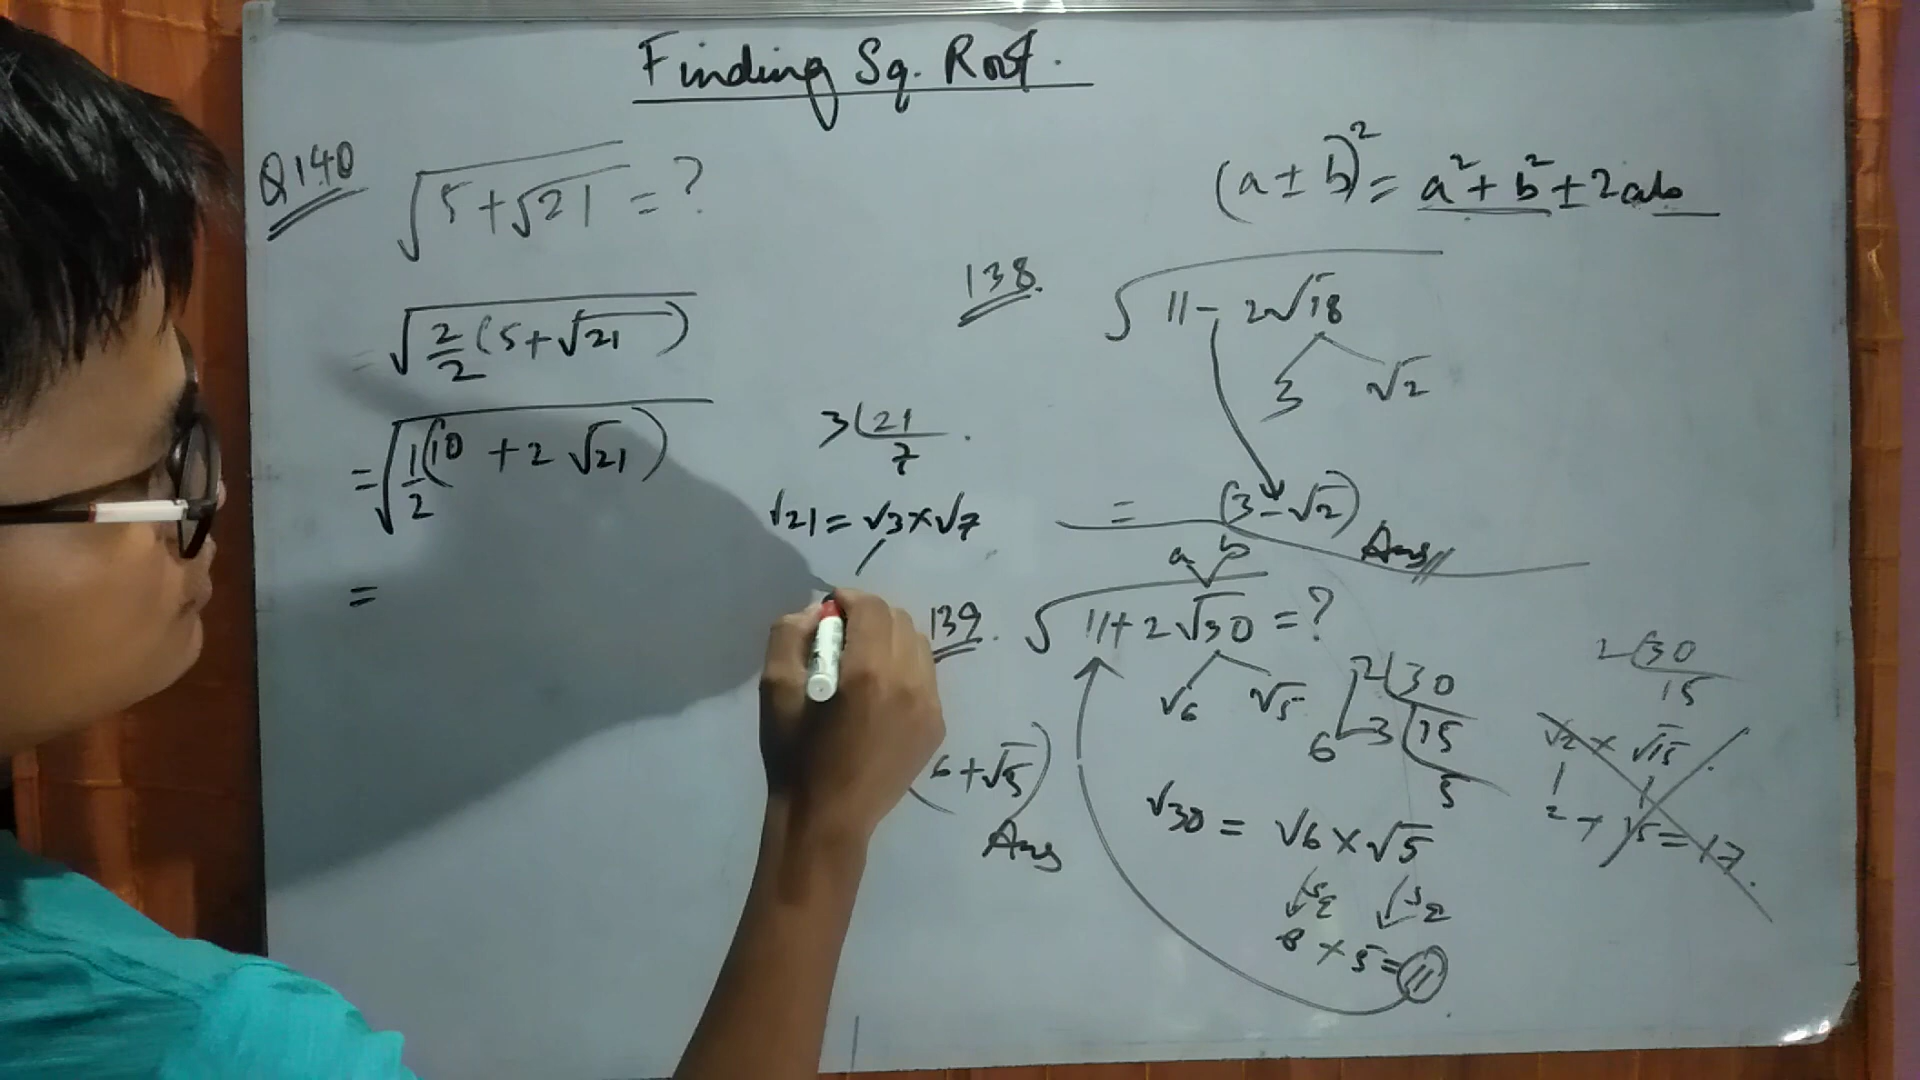 Finding Sq. Root.
Q140 √(5+√21) = ?
= √(2/2 (5+√21))
= √(1/2 (10 + 2√21))
=
3 | 21
7
√21 = √3×√7
(a ± b)² = a² + b² ± 2ab
138. √(11 - 2√18)
3 √2
= (3 - √2) Ans
a b
139. √(11 + 2√30) = ?
√6 √5
6
2 | 30
3 | 15
5
6 + √5)
Ans
√30 = √6 × √5
= 11
2 | 30
15
√2 × √15
2 + 15 = 17